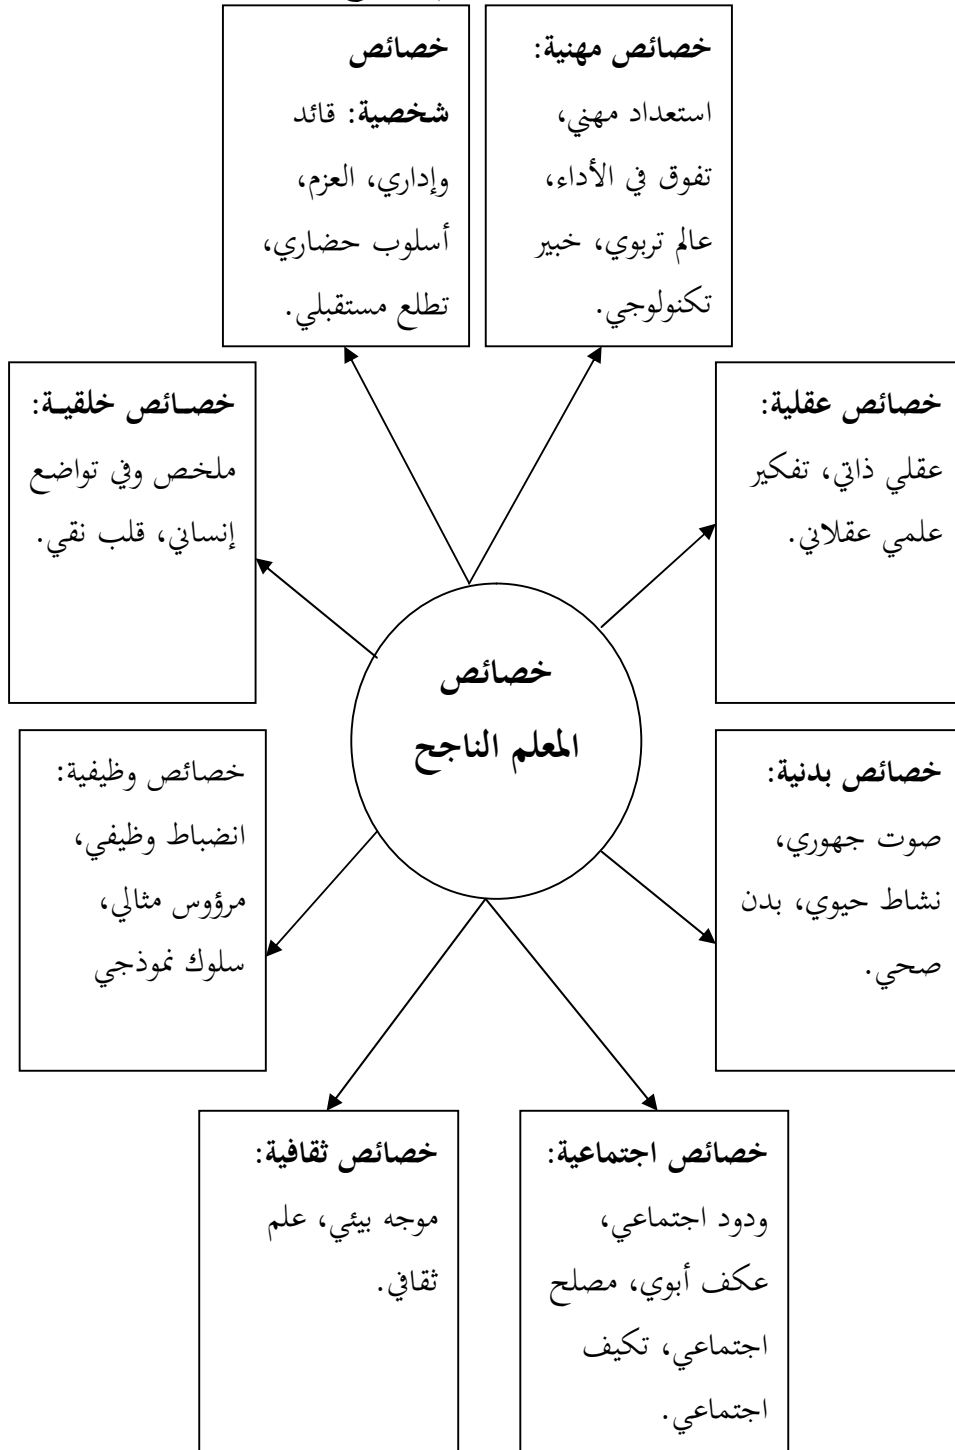 خصائص مهنية:
استعداد مهني،
تفوق في الأداء،
عالم تربوي، خبير
تكنولوجي.
خصائص
شخصية: قائد
وإداري، العزم،
أسلوب حضاري،
تطلع مستقبلي.
خصائص عقلية:
عقلي ذاتي، تفكير
علمي عقلاني.
خصائص خلقية:
ملخص وفي تواضع
إنساني، قلب نقي.
خصائص
المعلم الناجح
خصائص بدنية:
صوت جهوري،
نشاط حيوي، بدن
صحي.
خصائص وظيفية:
انضباط وظيفي،
مرؤوس مثالي،
سلوك نموذجي
خصائص اجتماعية:
ودود اجتماعي،
عكف أبوي، مصلح
اجتماعي، تكيف
اجتماعي.
خصائص ثقافية:
موجه بيئي، علم
ثقافي.